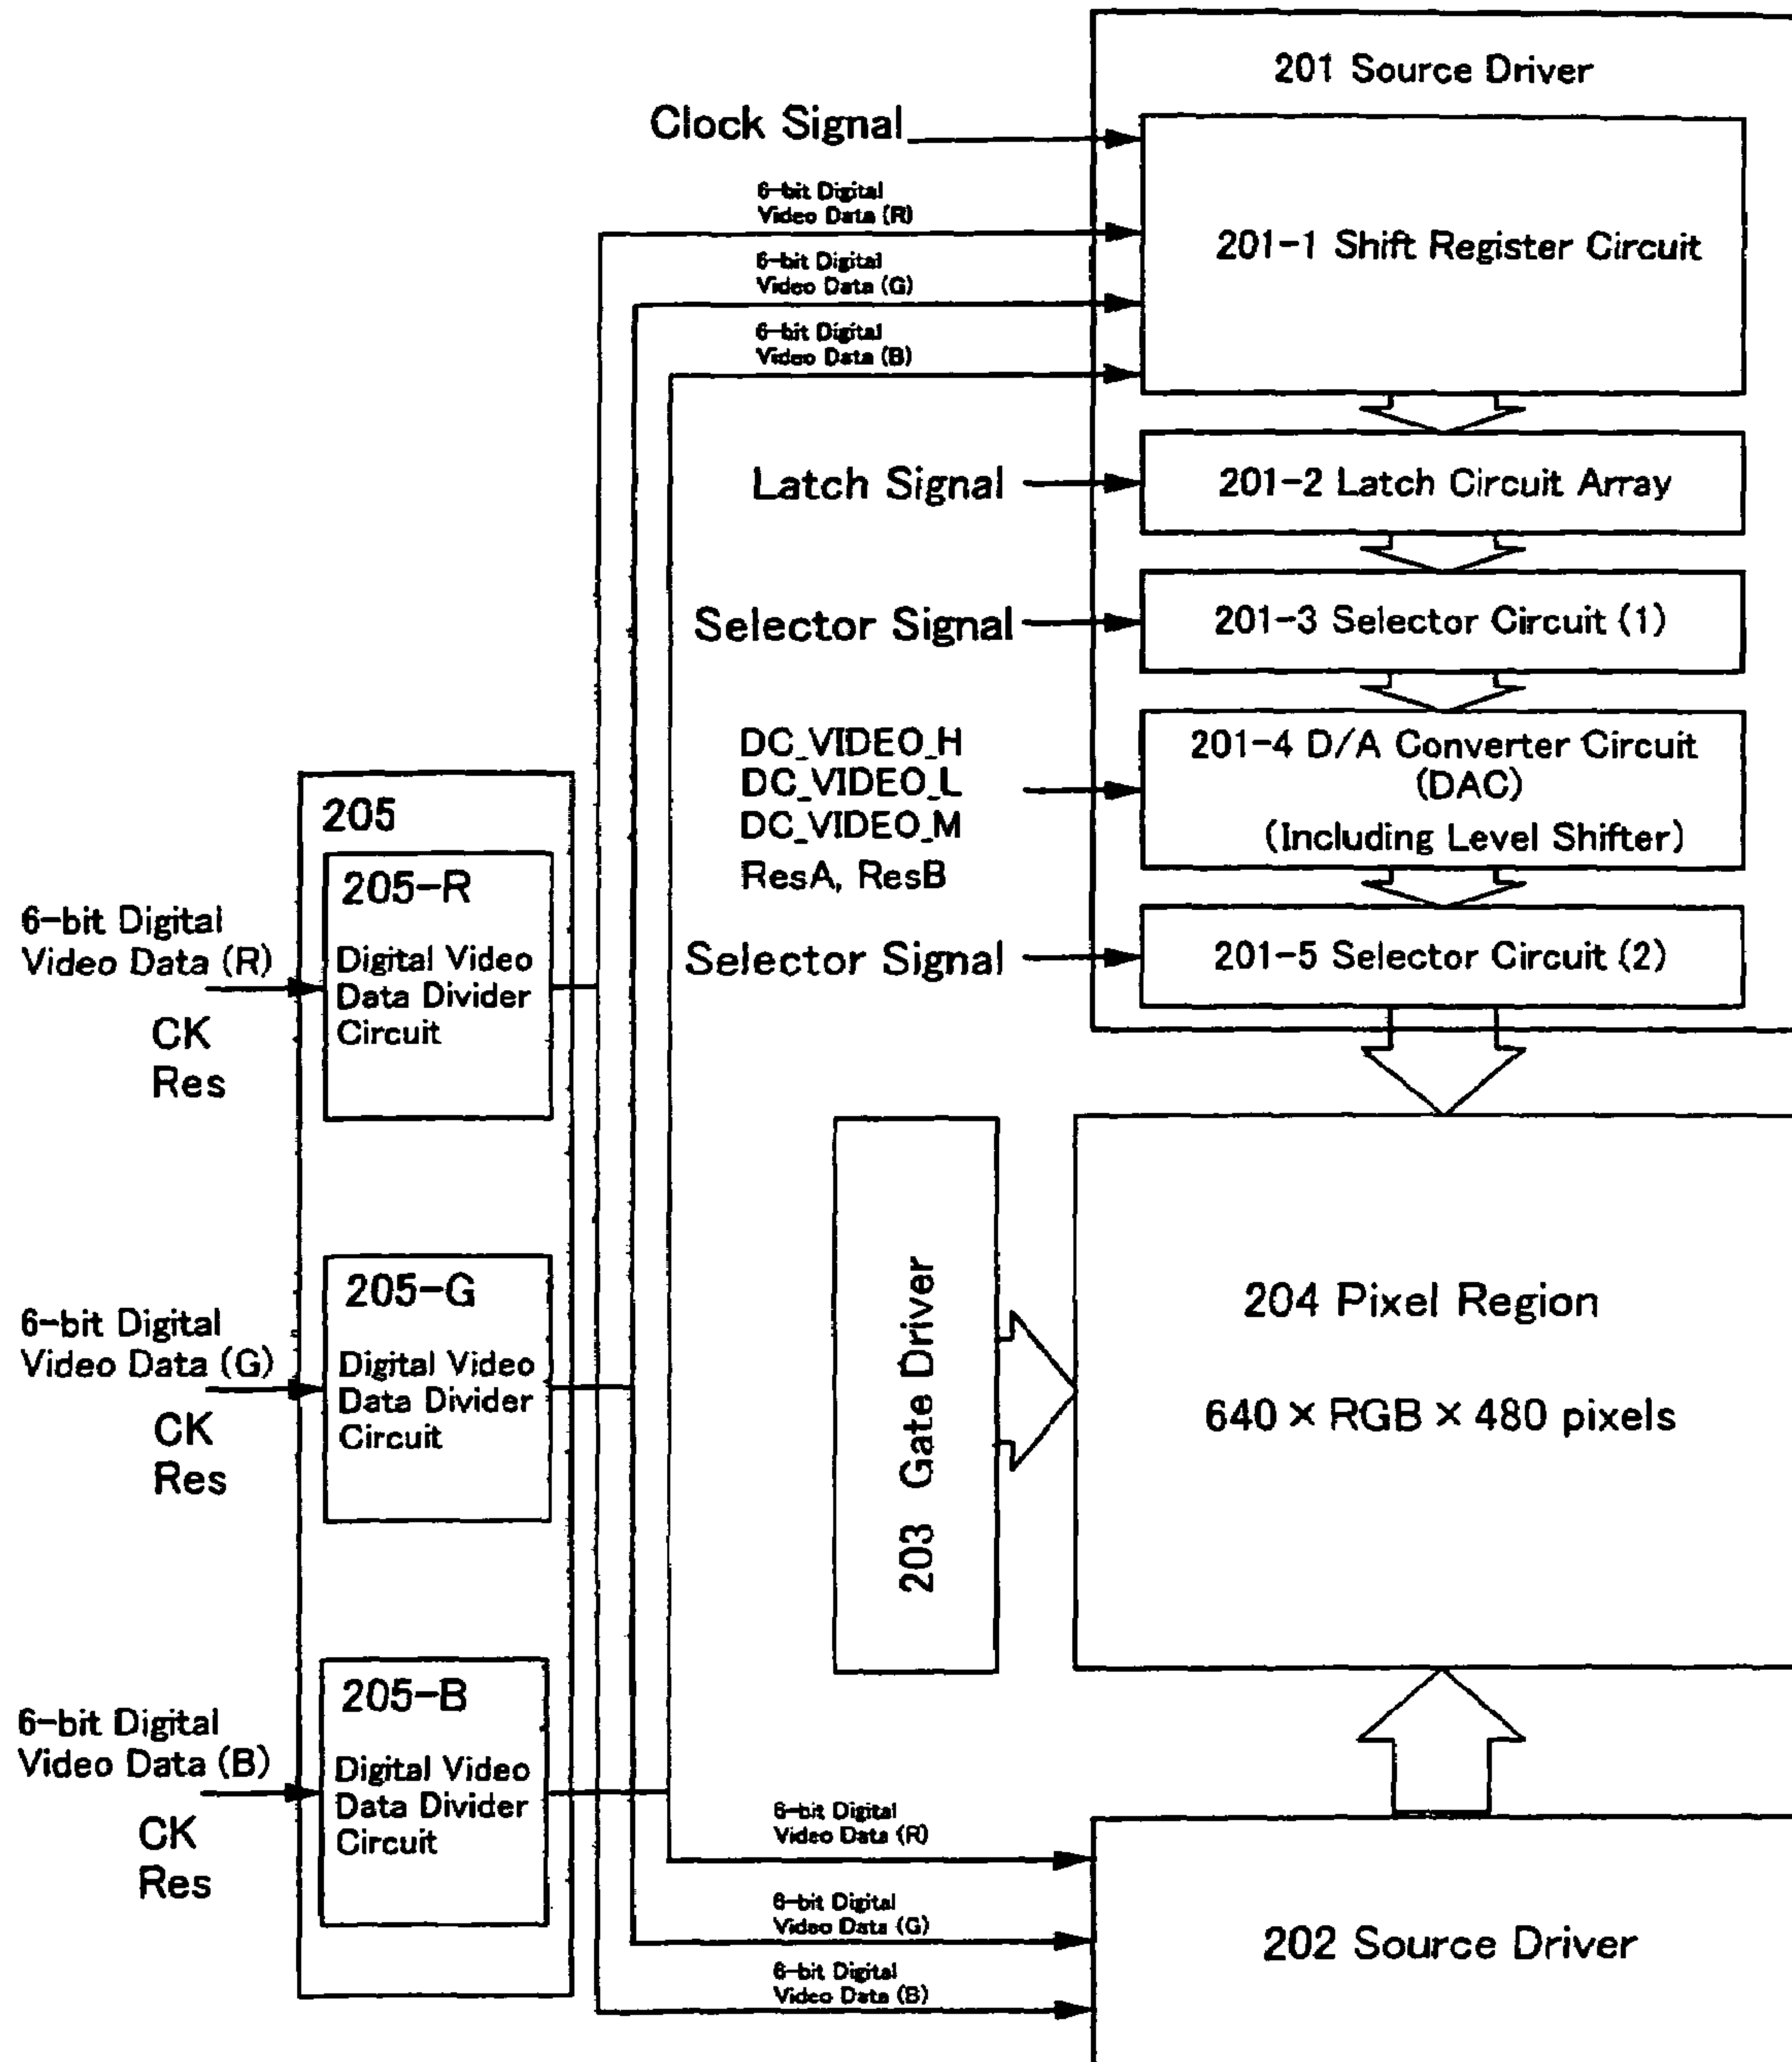 201 Source Driver
Clock Signal
6-bit Digital
Video Data (R)
6-bit Digital
Video Data (G)
6-bit Digital
Video Data (B)
201-1 Shift Register Circuit
Latch Signal
201-2 Latch Circuit Array
Selector Signal
201-3 Selector Circuit (1)
DC_VIDEO_H
DC_VIDEO_L
DC_VIDEO_M
ResA, ResB
201-4 D/A Converter Circuit
(DAC)
(Including Level Shifter)
Selector Signal
201-5 Selector Circuit (2)
205
205-R
Digital Video
Data Divider
Circuit
6-bit Digital
Video Data (R)
CK
Res
205-G
Digital Video
Data Divider
Circuit
6-bit Digital
Video Data (G)
CK
Res
205-B
Digital Video
Data Divider
Circuit
6-bit Digital
Video Data (B)
CK
Res
203 Gate Driver
204 Pixel Region
640 × RGB × 480 pixels
6-bit Digital
Video Data (R)
6-bit Digital
Video Data (G)
6-bit Digital
Video Data (B)
202 Source Driver